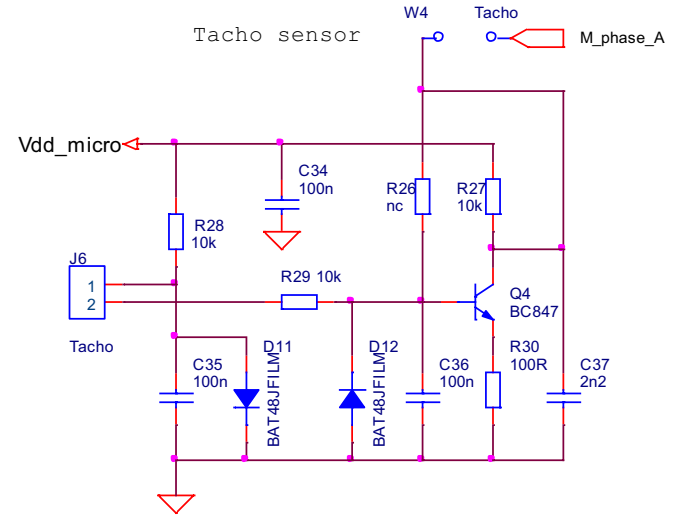 W4 Tacho
Tacho sensor
M_phase_A
Vdd_micro
C34
100n
R26
nc
R27
10k
R28
10k
J6
1
2
R29 10k
Q4
BC847
Tacho
C35
100n
D11
BAT48JFILM
D12
BAT48JFILM
C36
100n
R30
100R
C37
2n2